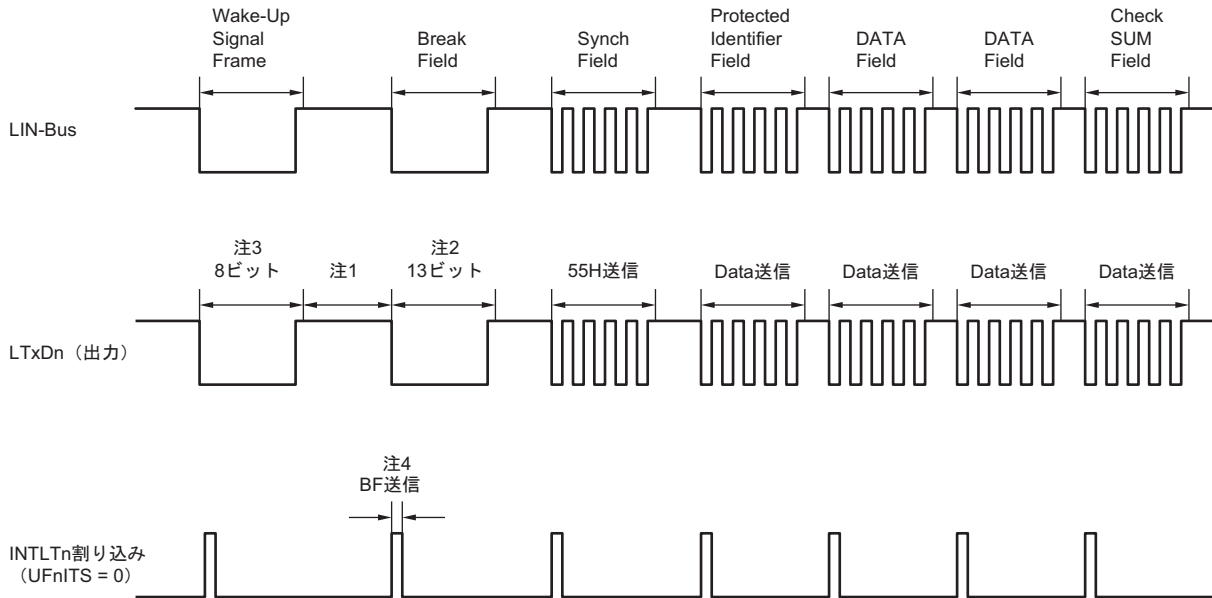 Wake-Up
Signal
Frame
Break
Field
Synch
Field
Protected
Identifier
Field
DATA
Field
DATA
Field
Check
SUM
Field
LIN-Bus
注3
8ビット
注1
注2
13ビット
55H送信
Data送信
Data送信
Data送信
Data送信
LTxDn（出力）
注4
BF送信
INTLTn割り込み
（UFnITS = 0）